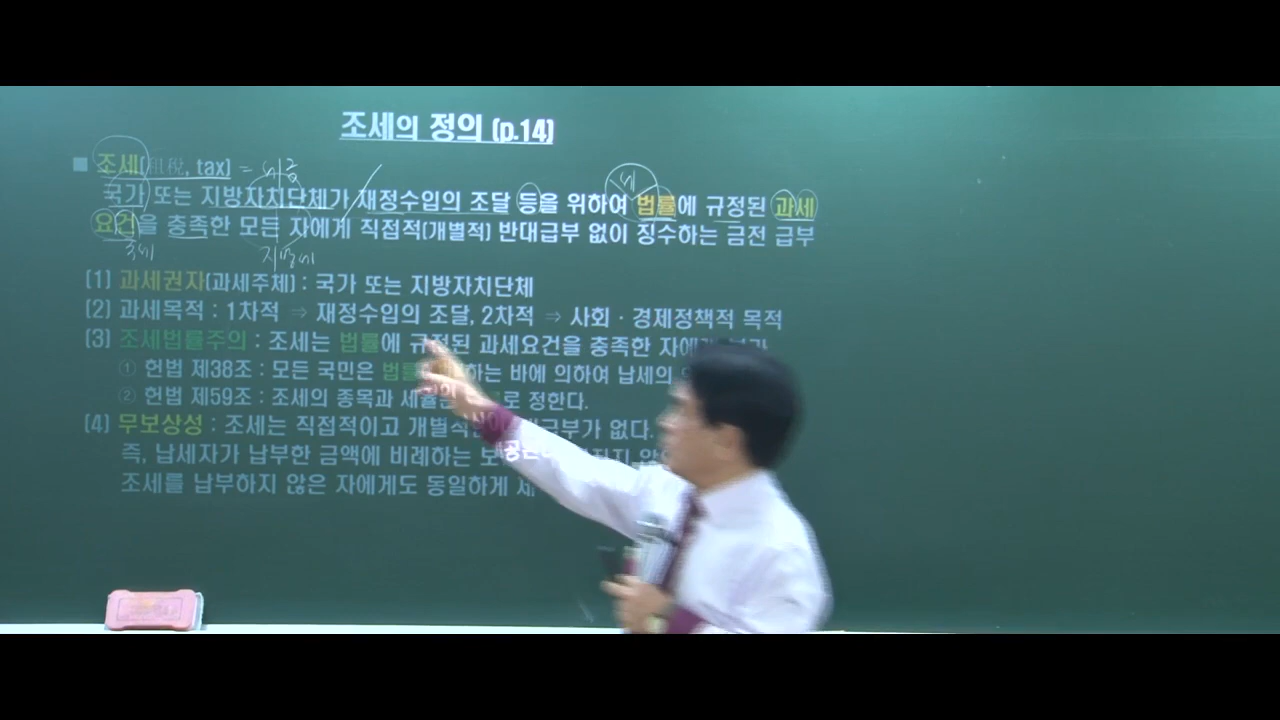 조세의 정의 (p.14)
■ 조세(租稅, tax) = 세금
국가 또는 지방자치단체가 재정수입의 조달 등을 위하여 법률에 규정된 과세
세
요건을 충족한 모든 자에게 직접적(개별적) 반대급부 없이 징수하는 금전 급부
국세 지방세
(1) 과세권자(과세주체) : 국가 또는 지방자치단체
(2) 과세목적 : 1차적 ⇒ 재정수입의 조달, 2차적 ⇒ 사회 · 경제정책적 목적
(3) 조세법률주의 : 조세는 법률에 규정된 과세요건을 충족한 자에게
① 헌법 제38조 : 모든 국민은 법률 하는 바에 의하여 납세의
② 헌법 제59조 : 조세의 종목과 세율은 로 정한다.
(4) 무보상성 : 조세는 직접적이고 개별적 급부가 없다.
즉, 납세자가 납부한 금액에 비례하는
조세를 납부하지 않은 자에게도 동일하게